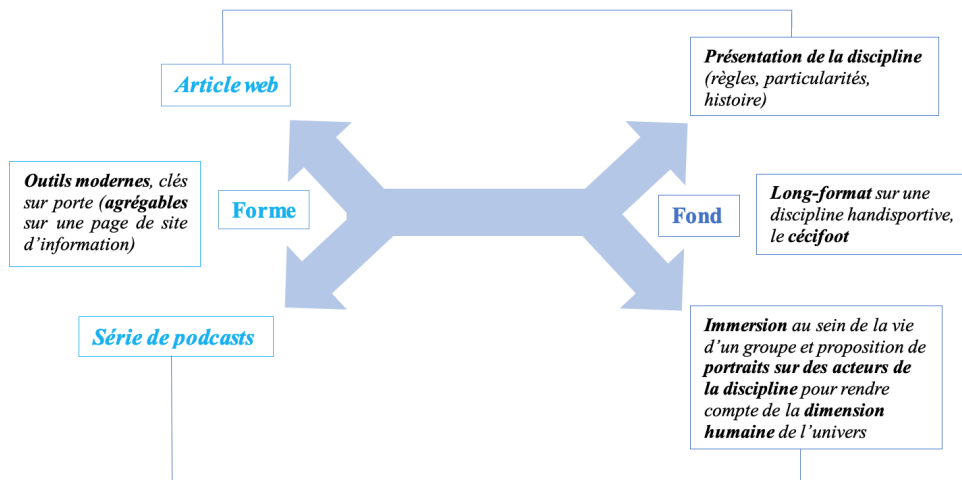 Article web
Présentation de la discipline
(règles, particularités,
histoire)
Outils modernes, clés
sur porte (agrégables
sur une page de site
d’information)
Forme
Fond
Long-format sur une
discipline handisportive,
le cécifoot
Série de podcasts
Immersion au sein de la vie
d’un groupe et proposition de
portraits sur des acteurs de
la discipline pour rendre
compte de la dimension
humaine de l’univers